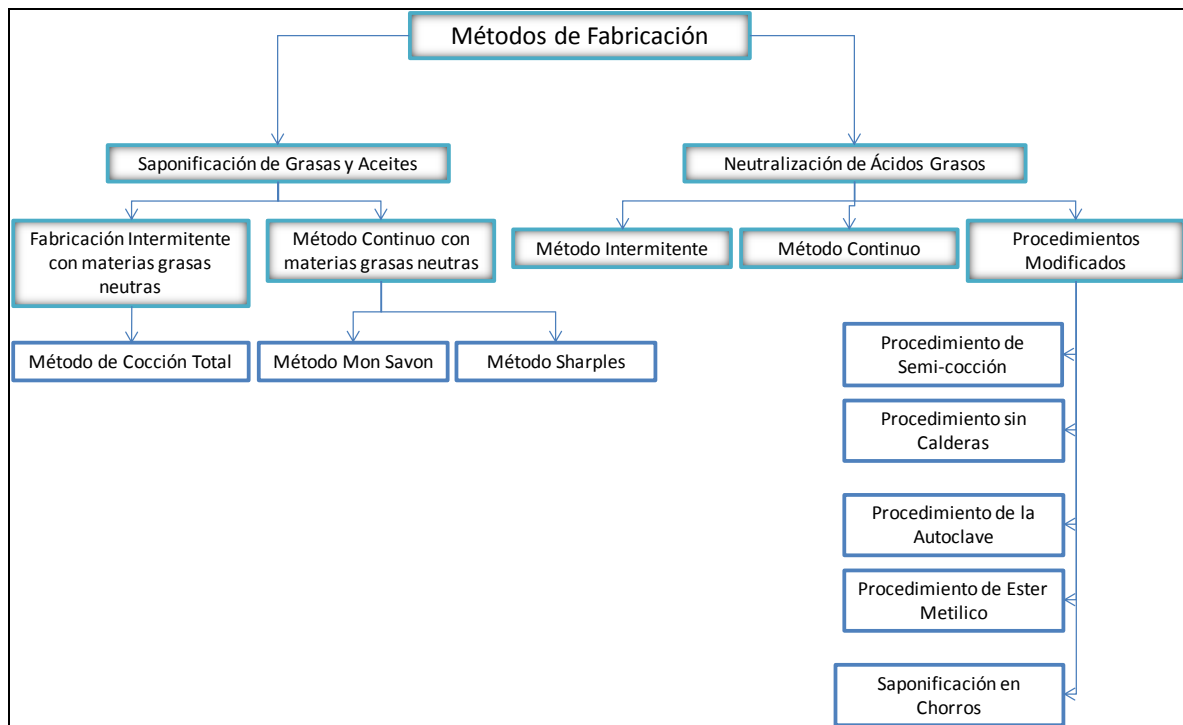 Métodos de Fabricación
Saponificación de Grasas y Aceites
Neutralización de Ácidos Grasos
Fabricación Intermitente
con materias grasas
neutras
Método Continuo con
materias grasas neutras
Método Intermitente
Método Continuo
Procedimientos
Modificados
Método de Cocción Total
Método Mon Savon
Método Sharples
Procedimiento de
Semi-cocción
Procedimiento sin
Calderas
Procedimiento de la
Autoclave
Procedimiento de Ester
Metilico
Saponificación en
Chorros